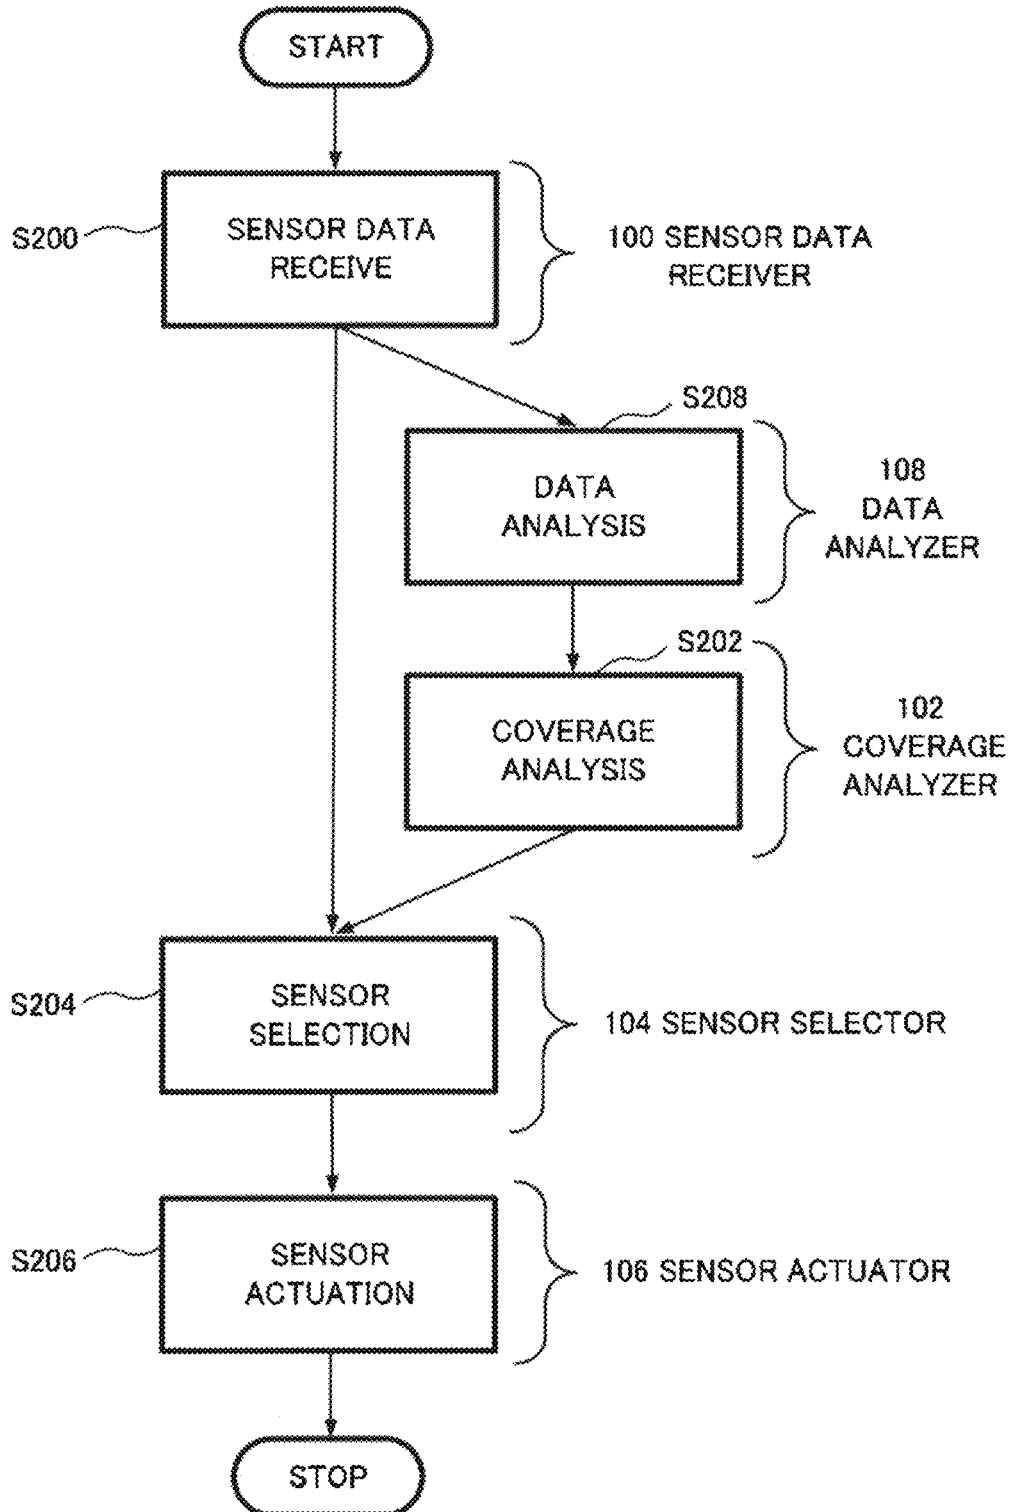 START
S200
SENSOR DATA
RECEIVE
100 SENSOR DATA
RECEIVER
S208
DATA
ANALYSIS
108
DATA
ANALYZER
S202
COVERAGE
ANALYSIS
102
COVERAGE
ANALYZER
S204
SENSOR
SELECTION
104 SENSOR SELECTOR
S206
SENSOR
ACTUATION
106 SENSOR ACTUATOR
STOP